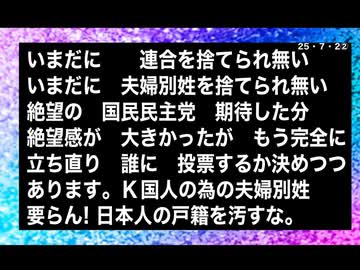 25・7・22
いまだに　　連合を捨てられ無い
いまだに　夫婦別姓を捨てられ無い
絶望の　国民民主党　期待した分
絶望感が　大きかったが　もう完全に
立ち直り　誰に　投票するか決めつつ
あります。Ｋ国人の為の夫婦別姓
要らん! 日本人の戸籍を汚すな。